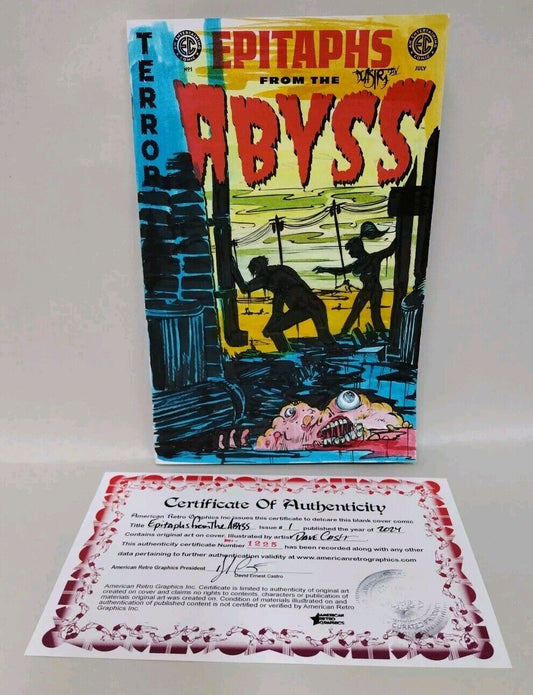 EPITAPHS
EC
EC
No1
JULY
FROM THE
TERROR
ABYSS
Certificate Of Authenticity
American Retro Graphics Inc issues this certificate to delcare this blank cover comic.
Title Epitaphs from The Abyss Issue # 1 published the year of 2024
Contains original art on cover, illustrated by artist Dave Castr
This authenticity certificate Number 1225 has been recorded along with any other
data pertaining to further authentication validity at www.americanretrographics.com
American Retro Graphics President
David Ernest Castro
American Retro Graphics Inc. Certificate is limited to authenticity of original art
created on cover and claims no rights to contents, characters or publication of
materials original art was created on. Condition of materials illustrated on and
authentication of published content is not certified or verified by American Retro
Graphics Inc.
AMERICAN
RETRO
GRAPHICS